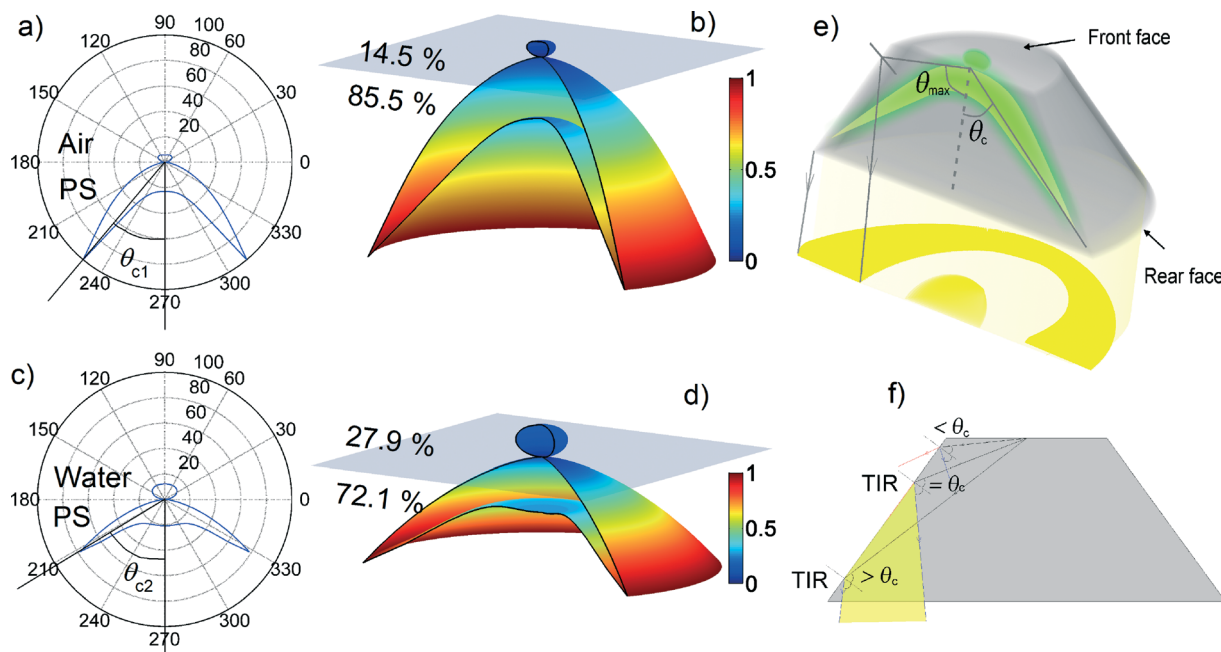 a)
90
120
100
60
80
60
150
40
30
20
Air
180
0
PS
210
330
θc1
240
300
270
b)
14.5 %
85.5 %
1
0.5
0
c)
90
120
100
60
80
60
150
40
30
20
Water
180
0
PS
210
330
θc2
240
300
270
d)
27.9 %
72.1 %
1
0.5
0
e)
Front face
θmax
θc
Rear face
f)
< θc
TIR
= θc
TIR
> θc